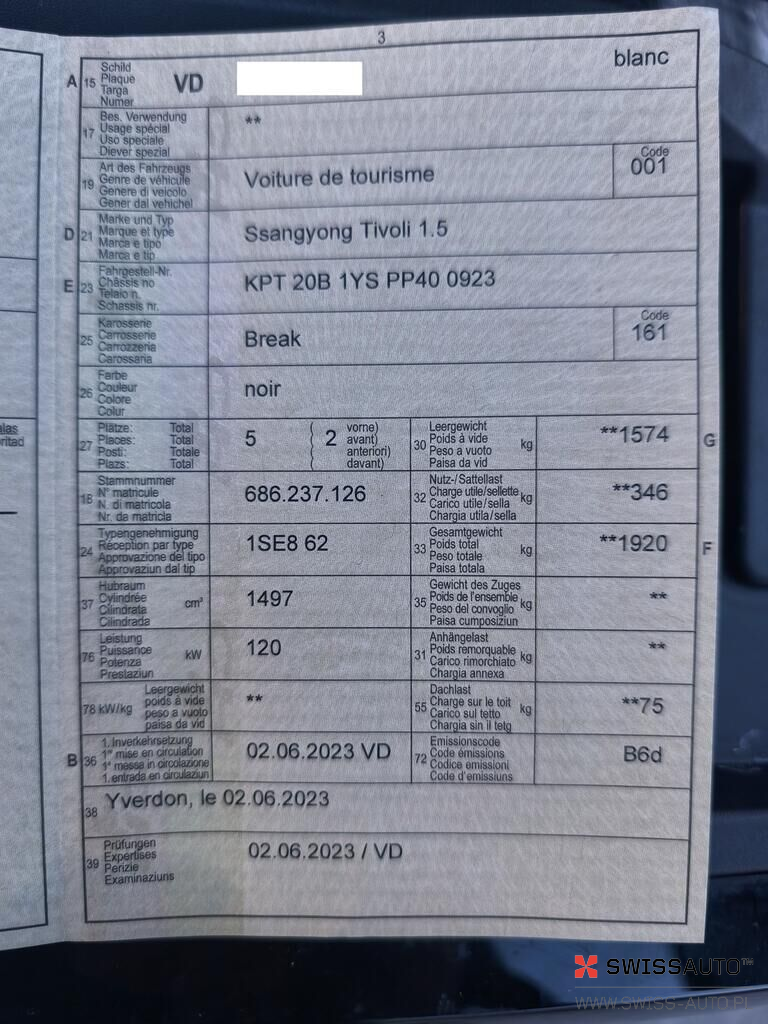 3
A 15 Schild
Plaque
Targa
Numer
VD
blanc
17 Bes. Verwendung
Usage spécial
Uso speciale
Diever spezial
**
19 Art des Fahrzeugs
Genre de véhicule
Genere di veicolo
Gener dal vehichel
Voiture de tourisme
Code
001
D 21 Marke und Typ
Marque et type
Marca e tipo
Marca e tip
Ssangyong Tivoli 1.5
E 23 Fahrgestell-Nr.
Châssis no
Telaio n.
Schassis nr.
KPT 20B 1YS PP40 0923
25 Karosserie
Carrosserie
Carrozzeria
Carossaria
Break
Code
161
26 Farbe
Couleur
Colore
Colur
noir
27 Plätze: Total
Places: Total
Posti: Totale
Plazs: Total
5 ( 2 vorne)
( avant)
( anteriori)
( davant)
30 Leergewicht
Poids à vide
Peso a vuoto
Paisa da vid
kg
**1574
G
18 Stammnummer
N° matricule
N. di matricola
Nr. da matricla
686.237.126
32 Nutz-/Sattellast
Charge utile/sellette
Carico utile/sella
Chargia utila/sella
kg
**346
24 Typengenehmigung
Réception par type
Approvazione del tipo
Approvaziun dal tip
1SE8 62
33 Gesamtgewicht
Poids total
Peso totale
Paisa totala
kg
**1920
F
37 Hubraum
Cylindrée
Cilindrata
Cilindrada
cm³
1497
35 Gewicht des Zuges
Poids de l'ensemble
Peso del convoglio
Paisa cumposiziun
kg
**
76 Leistung
Puissance
Potenza
Prestaziun
kW
120
31 Anhängelast
Poids remorquable
Carico rimorchiato
Chargia annexa
kg
**
78 kW/kg
Leergewicht
poids à vide
peso a vuoto
paisa da vid
**
55 Dachlast
Charge sur le toit
Carico sul tetto
Chargia sin il tetg
kg
**75
B 36 1. Inverkehrsetzung
1re mise en circulation
1a messa in circolazione
1. entrada en circulaziun
02.06.2023 VD
72 Emissionscode
Code émissions
Codice emissioni
Code d'emissiuns
B6d
38 Yverdon, le 02.06.2023
39 Prüfungen
Expertises
Perizie
Examinaziuns
02.06.2023 / VD
alas
oritad
SWISSAUTO™
WWW.SWISS-AUTO.PL